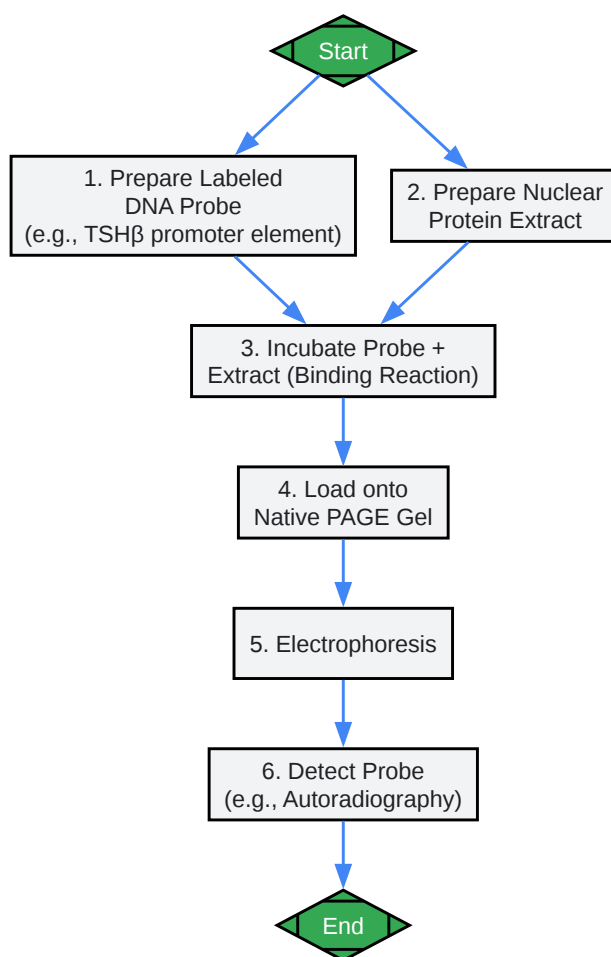 Start
1. Prepare Labeled
DNA Probe
(e.g., TSHβ promoter element)
2. Prepare Nuclear
Protein Extract
3. Incubate Probe +
Extract (Binding Reaction)
4. Load onto
Native PAGE Gel
5. Electrophoresis
6. Detect Probe
(e.g., Autoradiography)
End